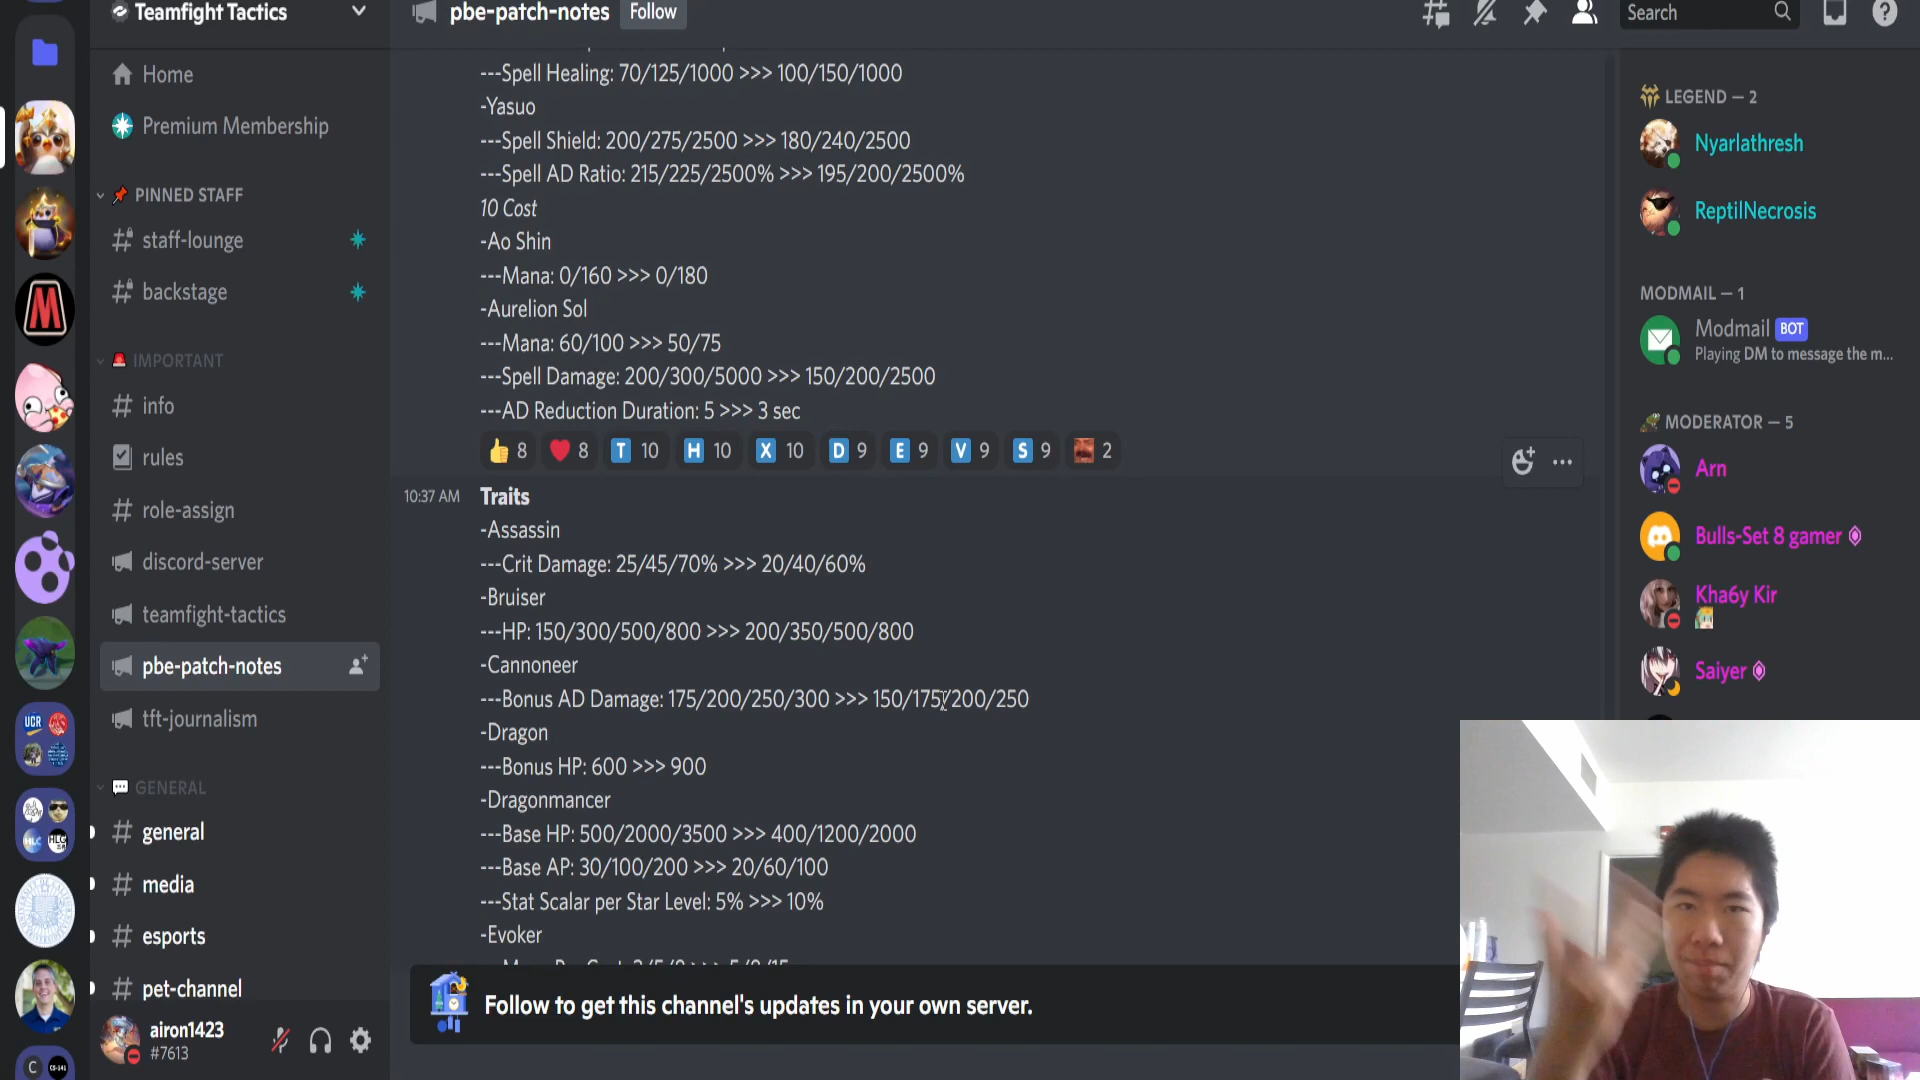 Teamfight Tactics
Home
Premium Membership
PINNED STAFF
staff-lounge
backstage
IMPORTANT
info
rules
role-assign
discord-server
teamfight-tactics
pbe-patch-notes
tft-journalism
GENERAL
general
media
esports
pet-channel
airon1423
#7613
M
UCR
HLC
HLG
C
CS-141
pbe-patch-notes
Follow
Search
---Spell Healing: 70/125/1000 >>> 100/150/1000
-Yasuo
---Spell Shield: 200/275/2500 >>> 180/240/2500
---Spell AD Ratio: 215/225/2500% >>> 195/200/2500%
10 Cost
-Ao Shin
---Mana: 0/160 >>> 0/180
-Aurelion Sol
---Mana: 60/100 >>> 50/75
---Spell Damage: 200/300/5000 >>> 150/200/2500
---AD Reduction Duration: 5 >>> 3 sec
8 8 T 10 H 10 X 10 D 9 E 9 V 9 S 9 2
10:37 AM Traits
-Assassin
---Crit Damage: 25/45/70% >>> 20/40/60%
-Bruiser
---HP: 150/300/500/800 >>> 200/350/500/800
-Cannoneer
---Bonus AD Damage: 175/200/250/300 >>> 150/175/200/250
-Dragon
---Bonus HP: 600 >>> 900
-Dragonmancer
---Base HP: 500/2000/3500 >>> 400/1200/2000
---Base AP: 30/100/200 >>> 20/60/100
---Stat Scalar per Star Level: 5% >>> 10%
-Evoker
Follow to get this channel's updates in your own server.
LEGEND — 2
Nyarlathresh
ReptilNecrosis
MODMAIL — 1
Modmail BOT
Playing DM to message the m...
MODERATOR — 5
Arn
Bulls-Set 8 gamer
Kha6y Kir
Saiyer